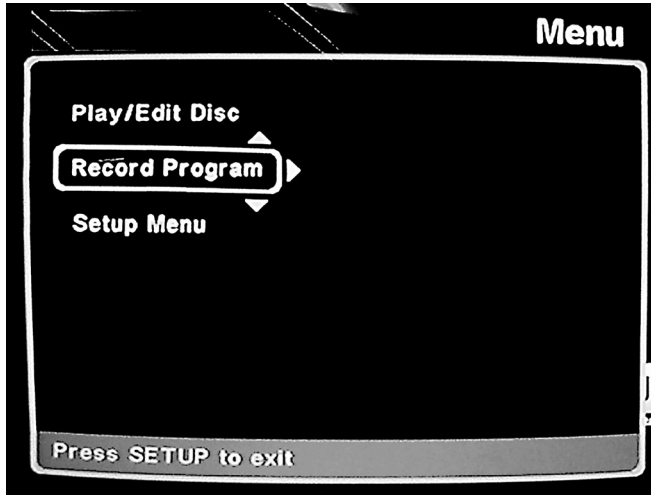 Menu
Play/Edit Disc
Record Program
Setup Menu
Press SETUP to exit